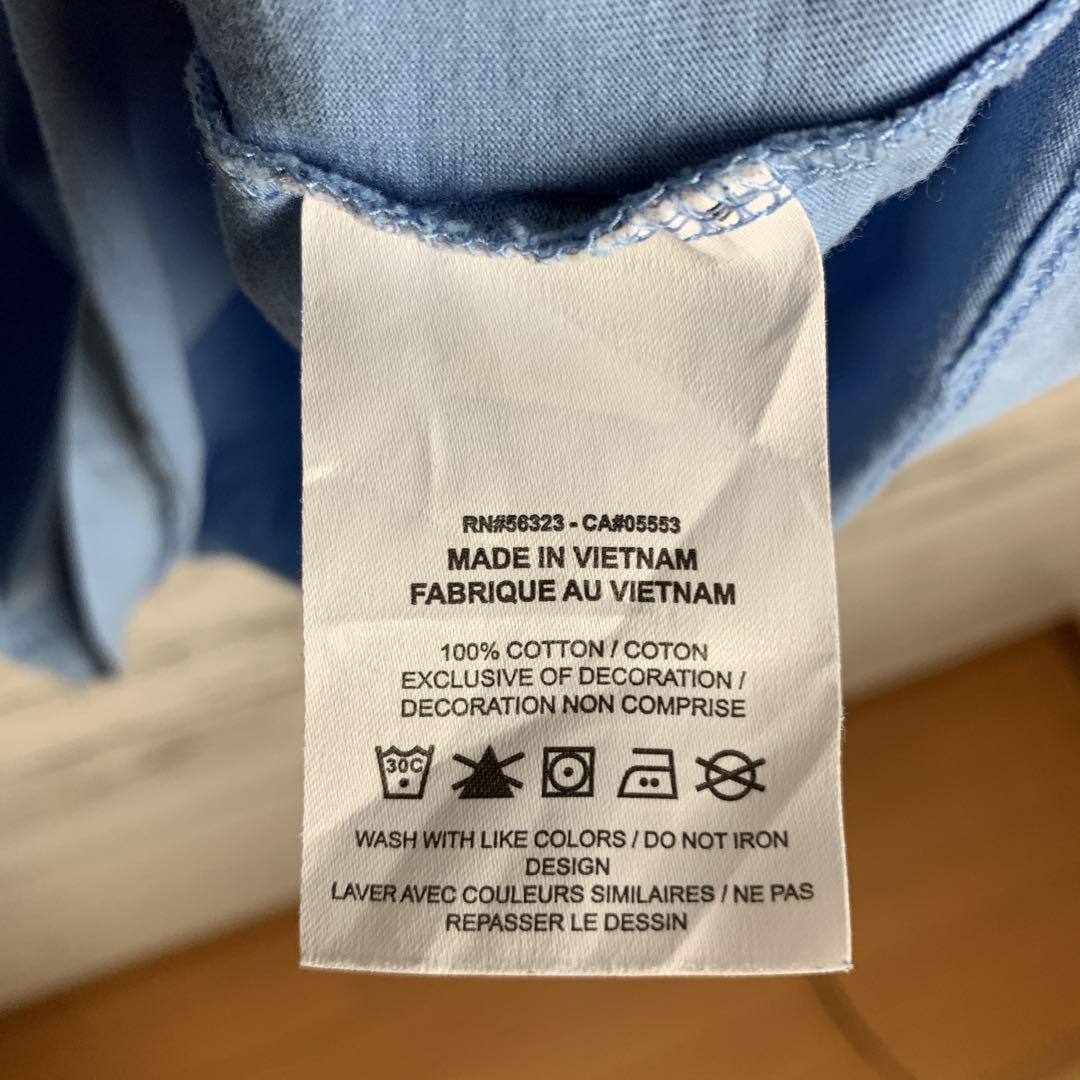 RN#56323 - CA#05553
MADE IN VIETNAM
FABRIQUE AU VIETNAM
100% COTTON / COTON
EXCLUSIVE OF DECORATION /
DECORATION NON COMPRISE
30C
WASH WITH LIKE COLORS / DO NOT IRON
DESIGN
LAVER AVEC COULEURS SIMILAIRES / NE PAS
REPASSER LE DESSIN